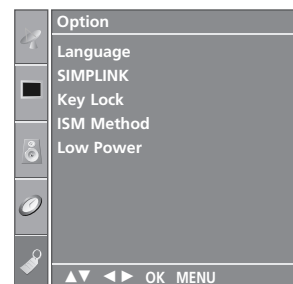 Option
Language
SIMPLINK
Key Lock
ISM Method
Low Power
▲▼ ◄► OK MENU